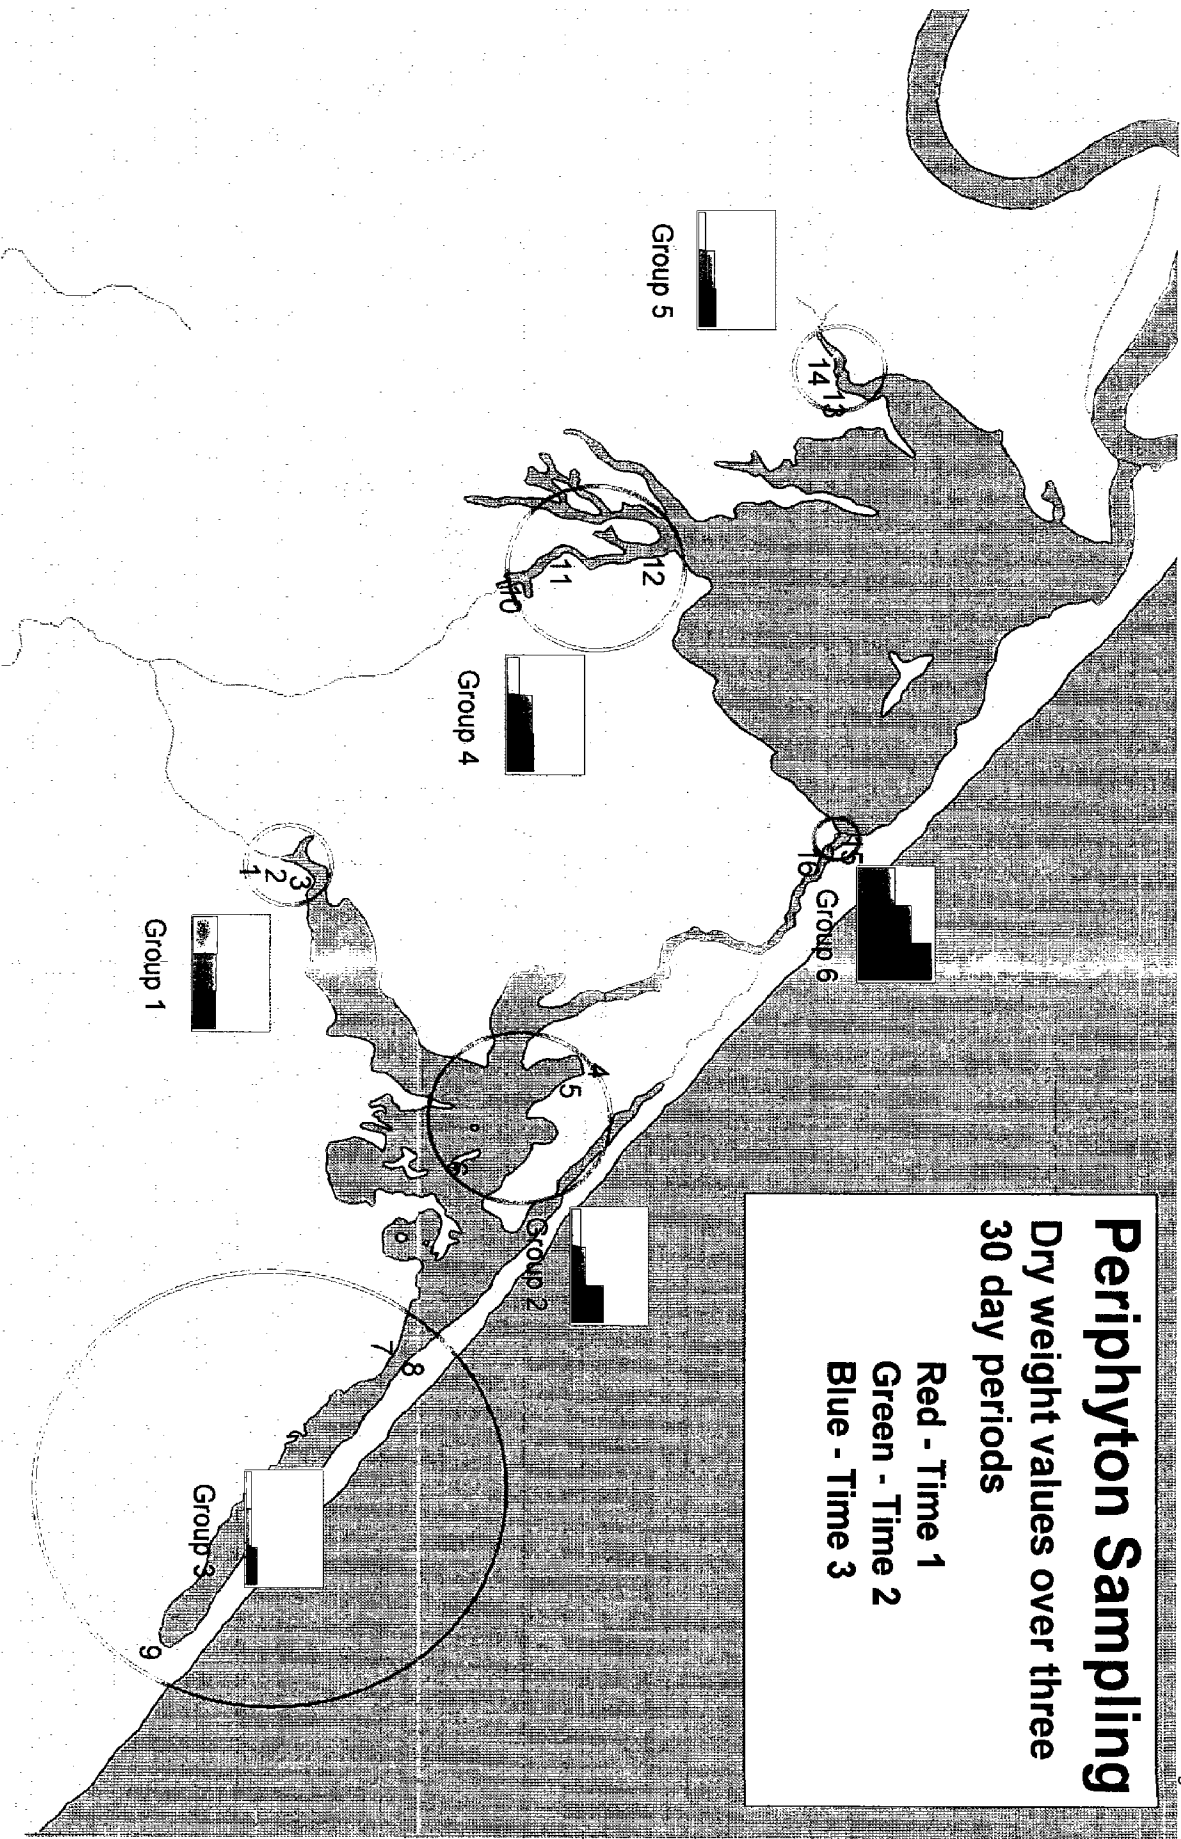 Periphyton Sampling
Dry weight values over three
30 day periods
Red - Time 1
Green - Time 2
Blue - Time 3
Group 5
14
13
12
11
10
Group 4
15
16
Group 6
3
2
1
Group 1
4
5
6
Group 2
7
8
Group 3
9